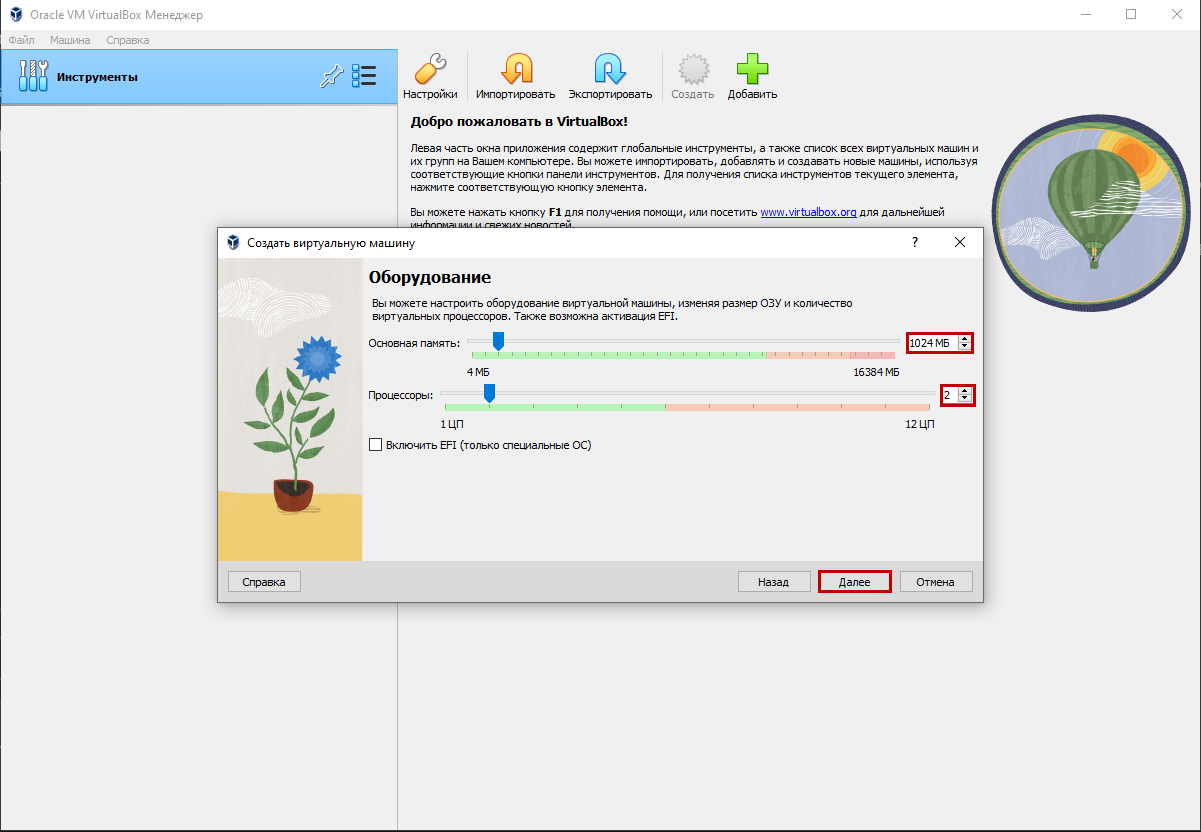 Oracle VM VirtualBox Менеджер
Файл Машина Справка
Инструменты
Настройки Импортировать Экспортировать Создать Добавить
Добро пожаловать в VirtualBox!
Левая часть окна приложения содержит глобальные инструменты, а также список всех виртуальных машин и
их групп на Вашем компьютере. Вы можете импортировать, добавлять и создавать новые машины, используя
соответствующие кнопки панели инструментов. Для получения списка инструментов текущего элемента,
нажмите соответствующую кнопку элемента.
Вы можете нажать кнопку F1 для получения помощи, или посетить www.virtualbox.org для дальнейшей
информации и свежих новостей.
Создать виртуальную машину
?
Оборудование
Вы можете настроить оборудование виртуальной машины, изменяя размер ОЗУ и количество
виртуальных процессоров. Также возможна активация EFI.
Основная память: 1024 МБ
4 МБ 16384 МБ
Процессоры: 2
1 ЦП 12 ЦП
Включить EFI (только специальные ОС)
Справка Назад Далее Отмена